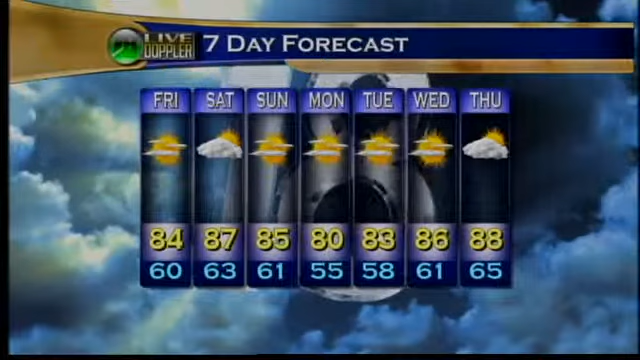 LIVE
DOPPLER
7 DAY FORECAST
FRI SAT SUN MON TUE WED THU
84 87 85 80 83 86 88
60 63 61 55 58 61 65